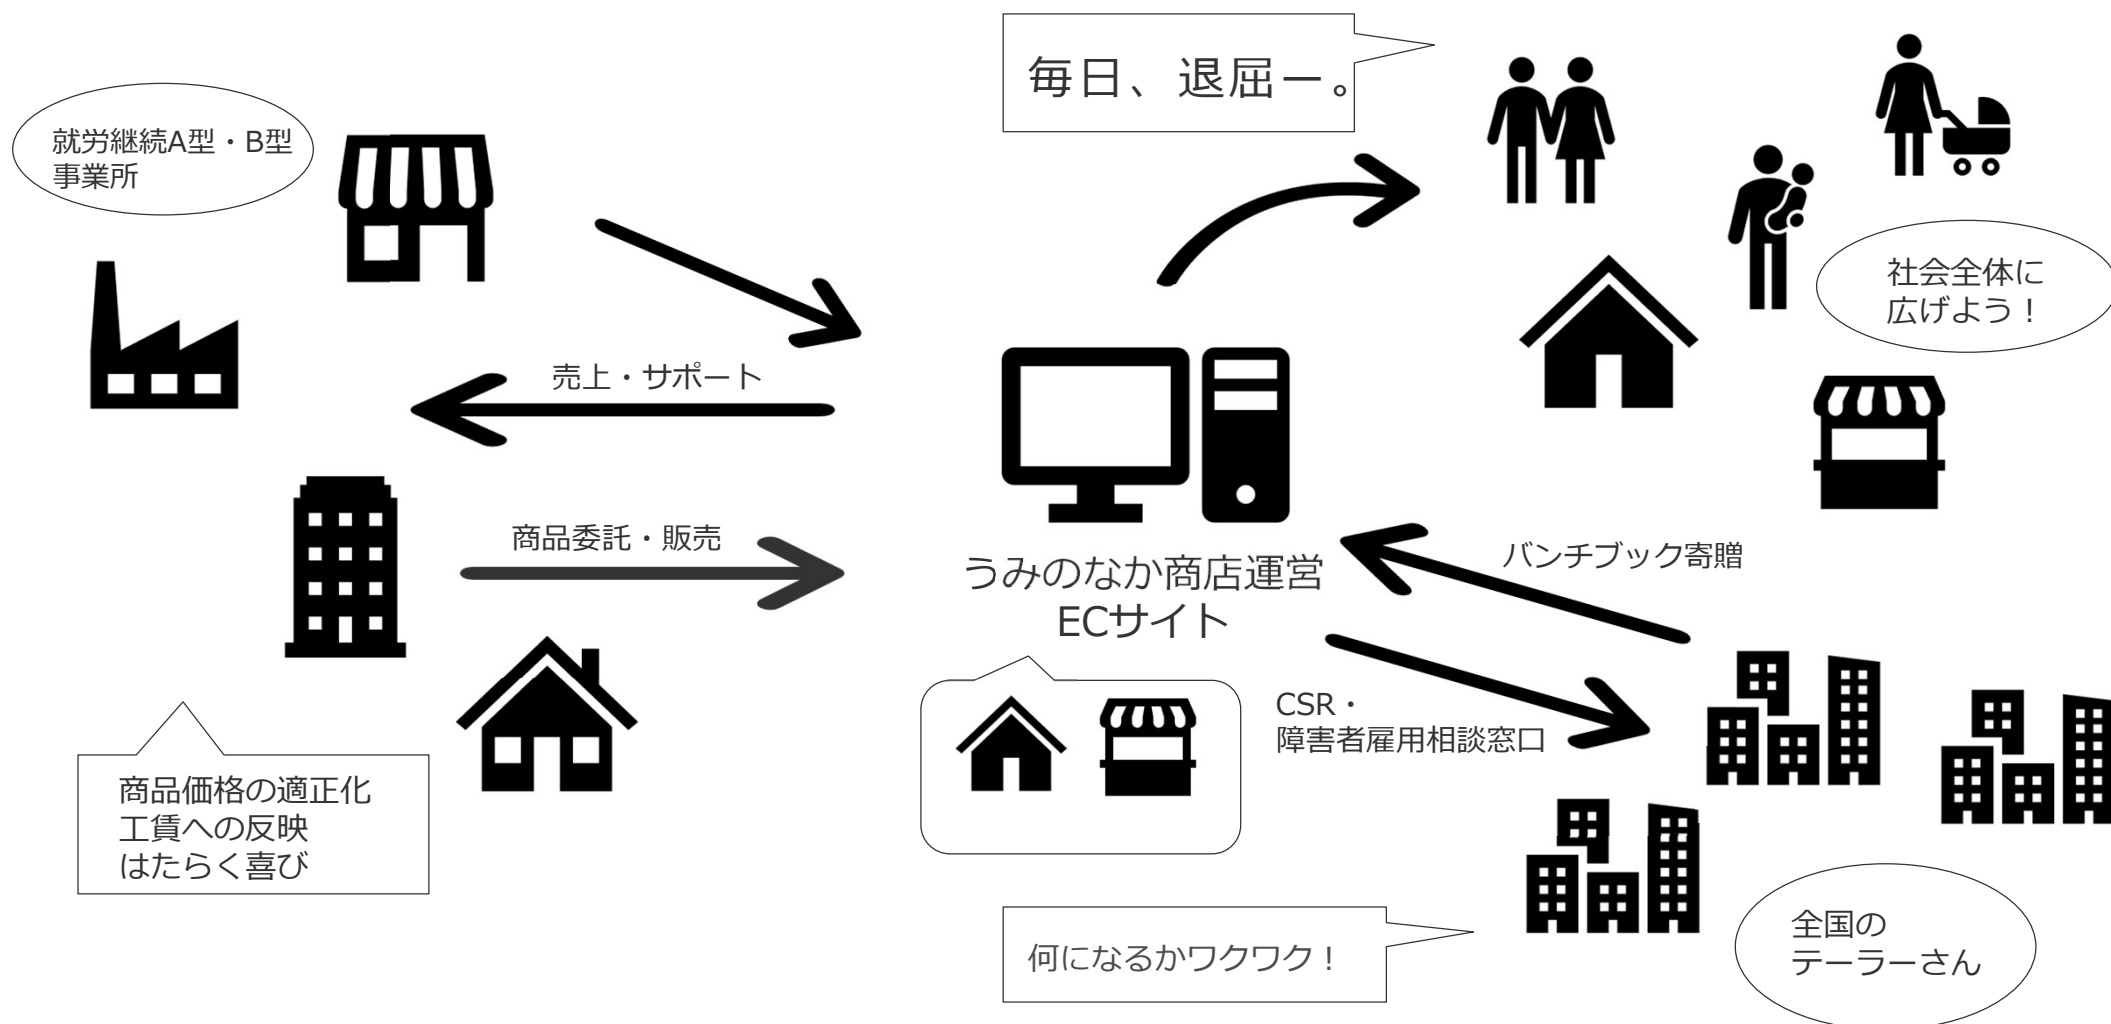 毎日、退屈ー。
就労継続A型・B型
事業所
社会全体に
広げよう！
売上・サポート
商品委託・販売
うみのなか商店運営
ECサイト
バンチブック寄贈
CSR・
障害者雇用相談窓口
商品価格の適正化
工賃への反映
はたらく喜び
何になるかワクワク！
全国の
テーラーさん